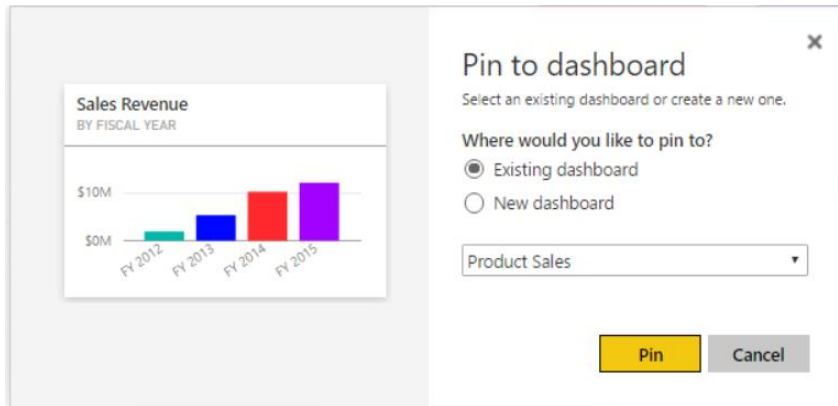 Sales Revenue
BY FISCAL YEAR
$10M
$0M
FY 2012
FY 2013
FY 2014
FY 2015
Pin to dashboard
Select an existing dashboard or create a new one.
Where would you like to pin to?
Existing dashboard
New dashboard
Product Sales
Pin
Cancel